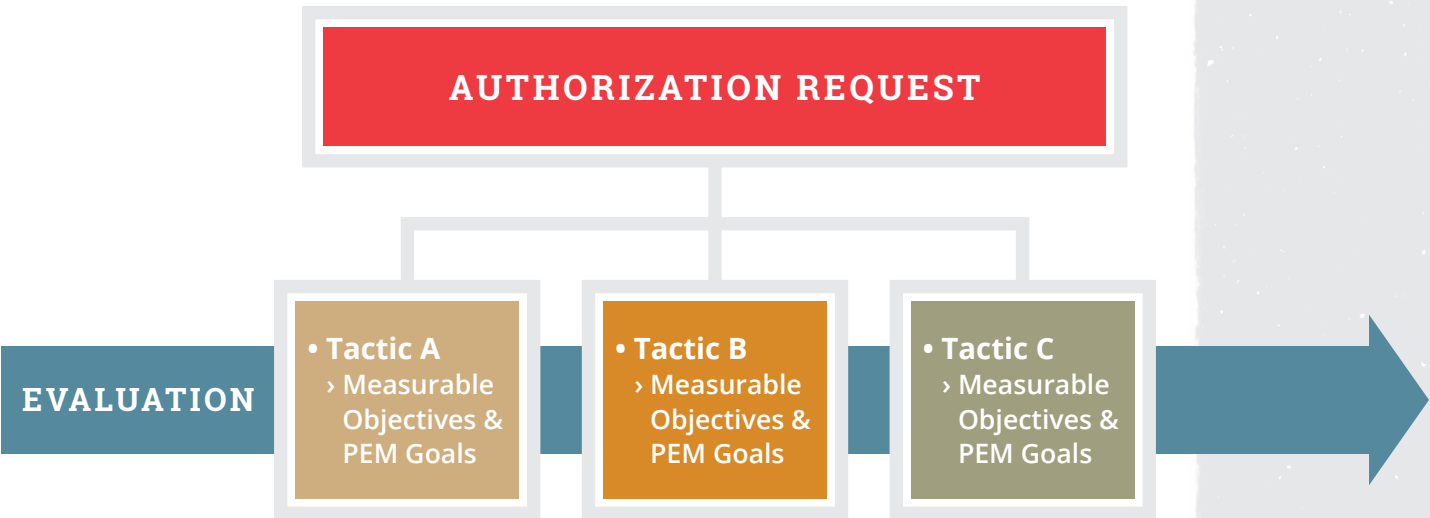 AUTHORIZATION REQUEST
EVALUATION
• Tactic A
› Measurable
Objectives &
PEM Goals
• Tactic B
› Measurable
Objectives &
PEM Goals
• Tactic C
› Measurable
Objectives &
PEM Goals